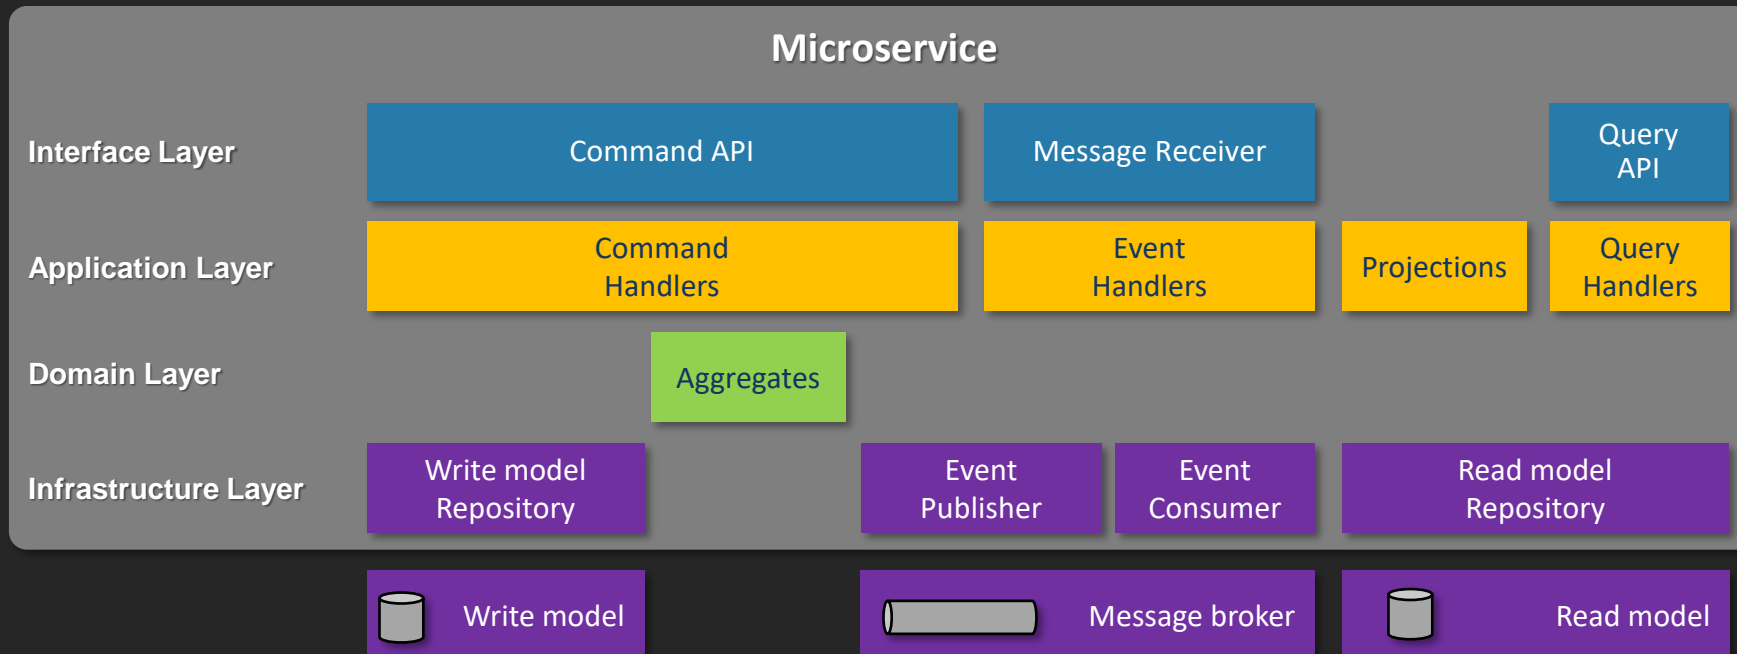 Microservice
Interface Layer
Command API
Message Receiver
Query
API
Application Layer
Command
Handlers
Event
Handlers
Projections
Query
Handlers
Domain Layer
Aggregates
Infrastructure Layer
Write model
Repository
Event
Publisher
Event
Consumer
Read model
Repository
Write model
Message broker
Read model